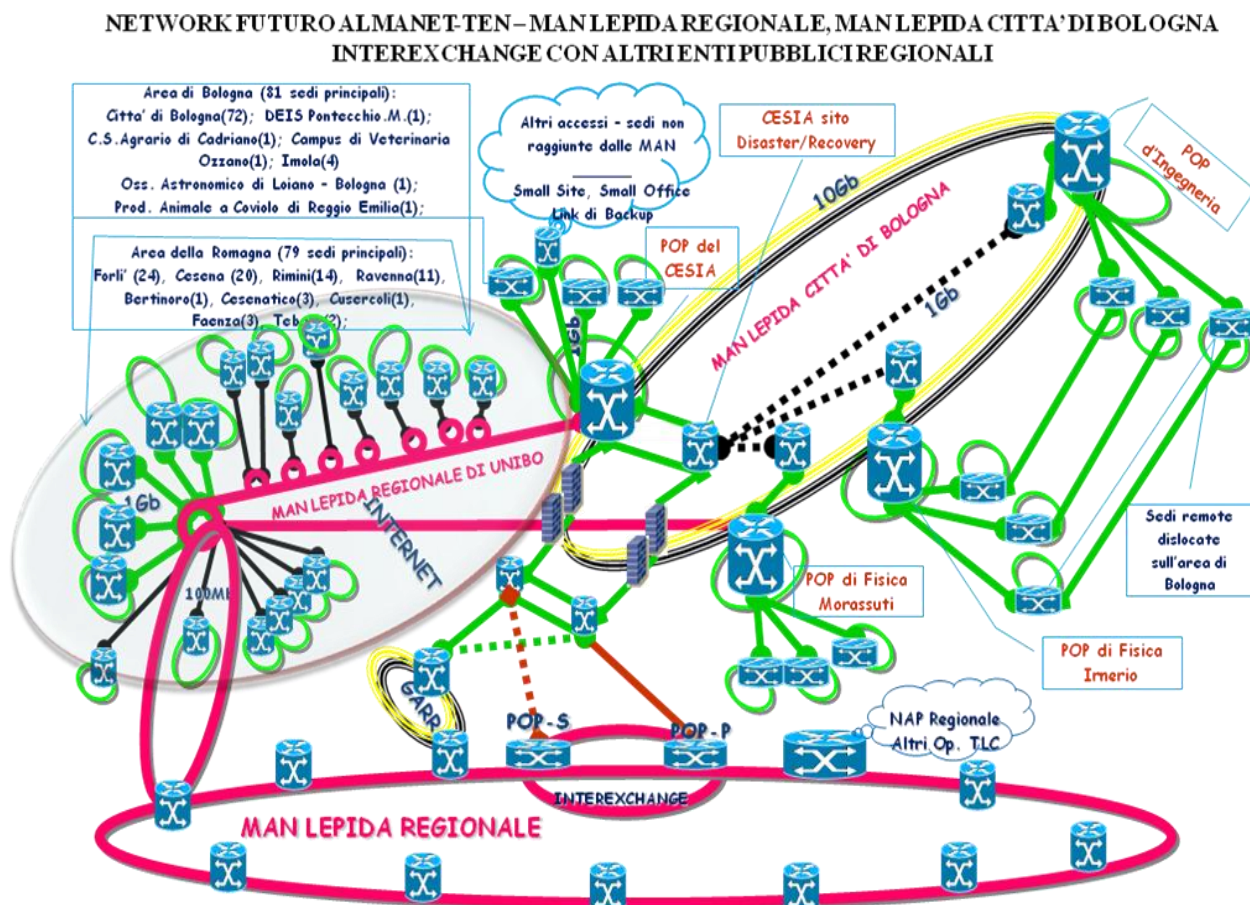 NETWORK FUTURO ALMANET-TEN – MAN LEPIDA REGIONALE, MAN LEPIDA CITTA' DI BOLOGNA
INTEREXCHANGE CON ALTRI ENTI PUBBLICI REGIONALI
Area di Bologna (81 sedi principali):
Citta' di Bologna(72); DEIS Pontecchio.M.(1);
C.S.Agrario di Cadriano(1); Campus di Veterinaria
Ozzano(1); Imola(4)
Oss. Astronomico di Loiano - Bologna (1);
Prod. Animale a Coviolo di Reggio Emilia(1);
Area della Romagna (79 sedi principali):
Forli' (24), Cesena (20), Rimini(14), Ravenna(11),
Bertinoro(1), Cesenatico(3), Cusercoli(1),
Faenza(3),
Altri accessi - sedi non
raggiunte dalle MAN
Small Site, Small Office
Link di Backup
CESIA sito
Disaster/Recovery
POP del
CESIA
POP
d'Ingegneria
10Gb
MAN LEPIDA CITTA' DI BOLOGNA
1Gb
1Gb
MAN LEPIDA REGIONALE DI UNIBO
1Gb
INTERNET
100Mb
Sedi remote
dislocate
sull'area di
Bologna
POP di Fisica
Morassuti
POP di Fisica
Irnerio
GARR
POP-S
POP-P
NAP Regionale
Altri Op. TLC
INTEREXCHANGE
MAN LEPIDA REGIONALE